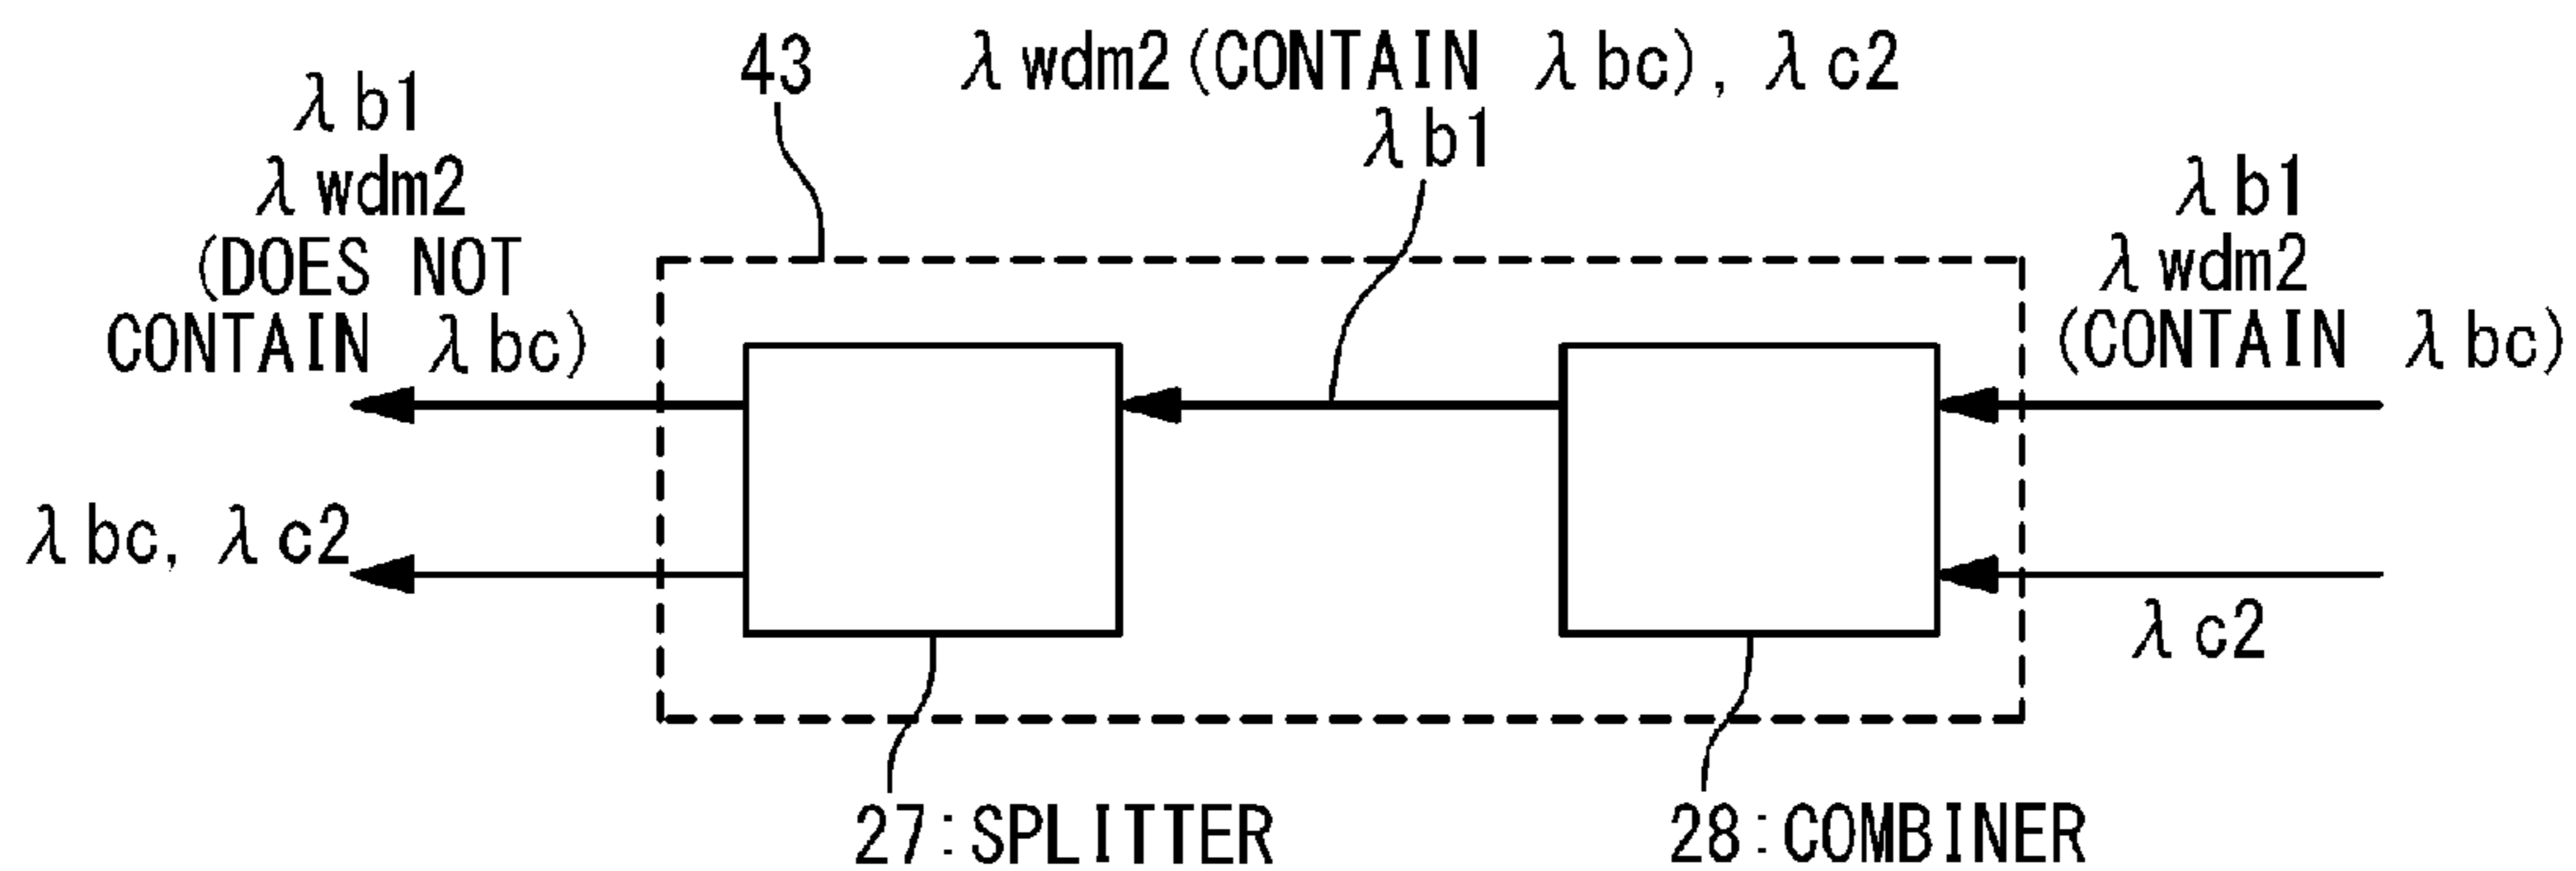 43
λwdm2(CONTAIN λbc), λc2
λb1
λb1
λwdm2
(DOES NOT
CONTAIN λbc)
λb1
λwdm2
(CONTAIN λbc)
λbc, λc2
λc2
27:SPLITTER
28:COMBINER